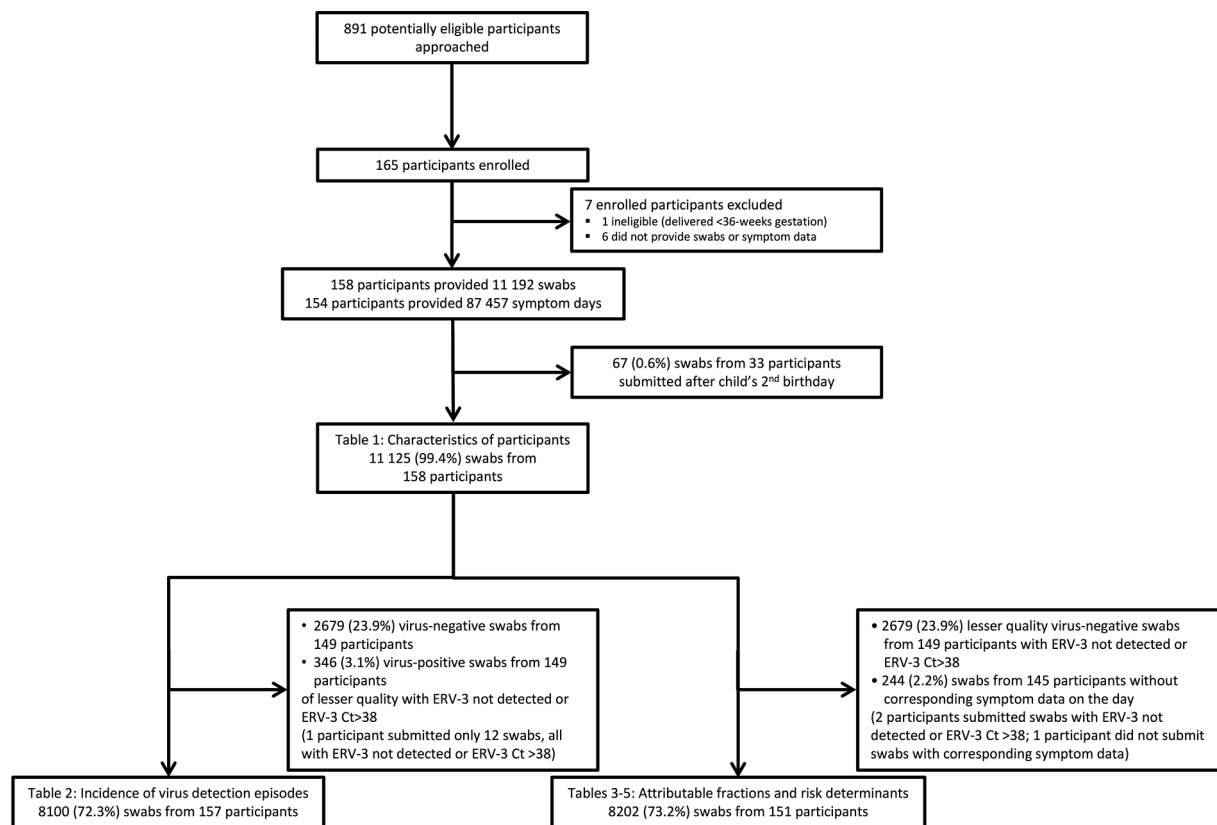 891 potentially eligible participants
approached
165 participants enrolled
7 enrolled participants excluded
▪ 1 ineligible (delivered <36-weeks gestation)
▪ 6 did not provide swabs or symptom data
158 participants provided 11 192 swabs
154 participants provided 87 457 symptom days
67 (0.6%) swabs from 33 participants
submitted after child's 2nd birthday
Table 1: Characteristics of participants
11 125 (99.4%) swabs from
158 participants
• 2679 (23.9%) virus-negative swabs from
149 participants
• 346 (3.1%) virus-positive swabs from 149
participants
of lesser quality with ERV-3 not detected or
ERV-3 Ct>38
(1 participant submitted only 12 swabs, all
with ERV-3 not detected or ERV-3 Ct >38)
• 2679 (23.9%) lesser quality virus-negative swabs
from 149 participants with ERV-3 not detected or
ERV-3 Ct>38
• 244 (2.2%) swabs from 145 participants without
corresponding symptom data on the day
(2 participants submitted swabs with ERV-3 not
detected or ERV-3 Ct >38; 1 participant did not submit
swabs with corresponding symptom data)
Table 2: Incidence of virus detection episodes
8100 (72.3%) swabs from 157 participants
Tables 3-5: Attributable fractions and risk determinants
8202 (73.2%) swabs from 151 participants